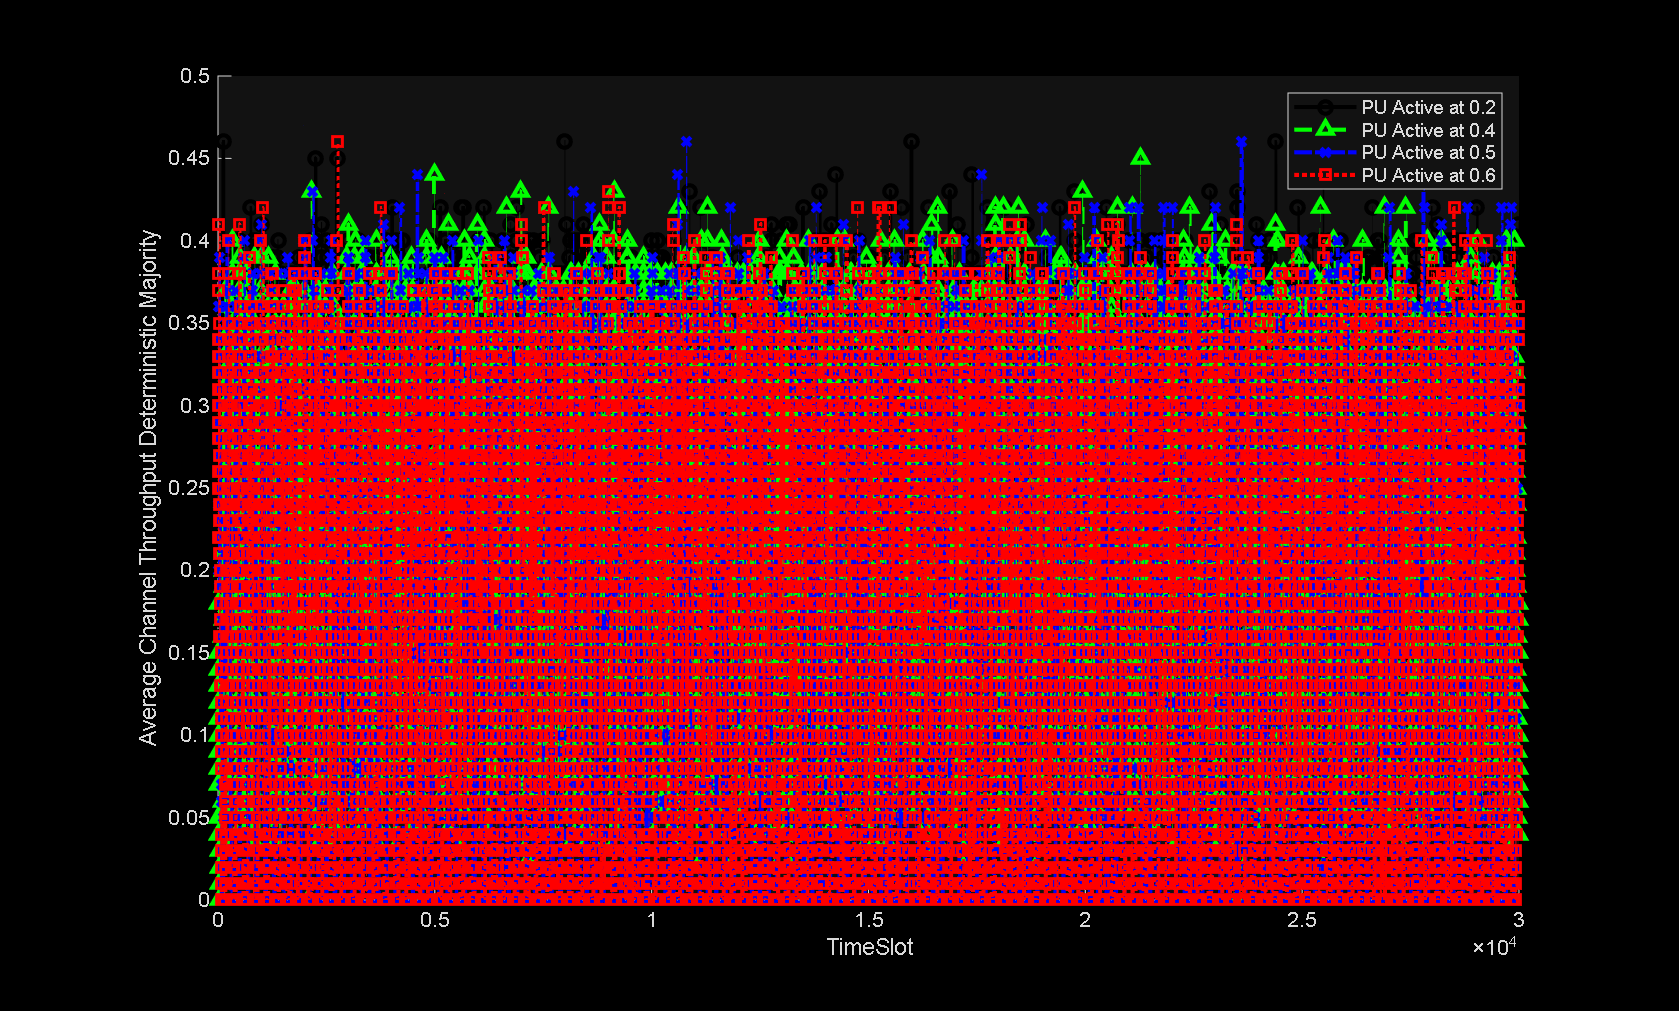 0.5
0.45
0.4
0.35
0.3
0.25
0.2
0.15
0.1
0.05
0
Average Channel Throughput Deterministic Majority
PU Active at 0.2
PU Active at 0.4
PU Active at 0.5
PU Active at 0.6
0 0.5 1 1.5 2 2.5 3
TimeSlot
×10⁴